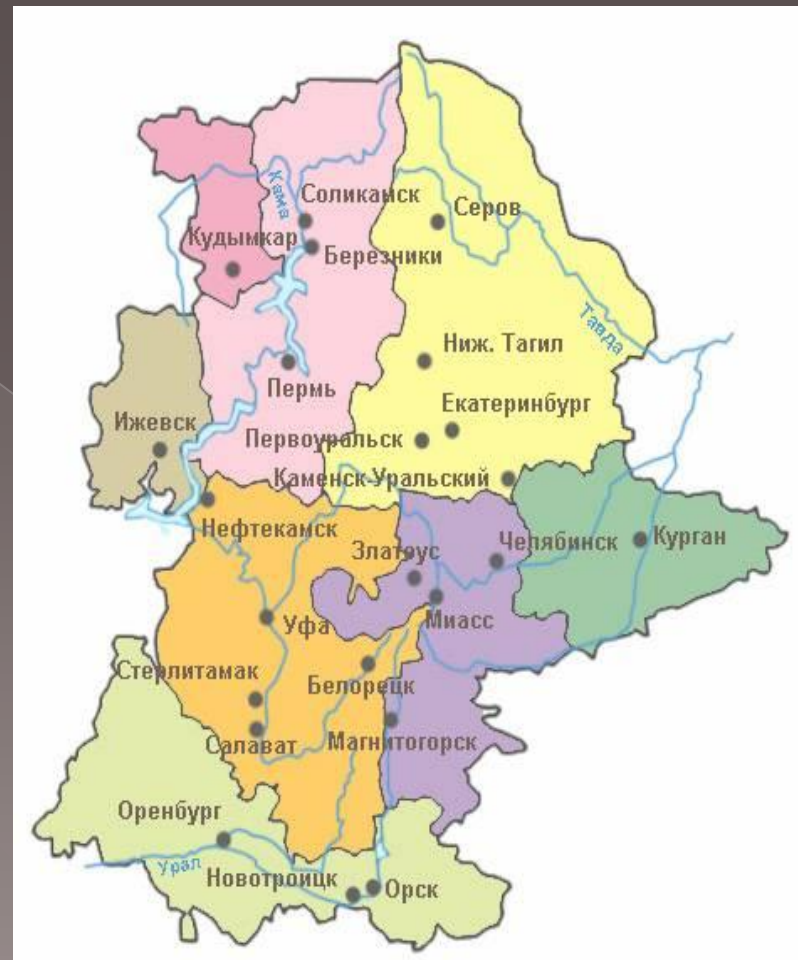 Соликамск
Кама
Серов
Кудымкар
Березники
Тавда
Ниж. Тагил
Пермь
Екатеринбург
Ижевск
Первоуральск
Каменск-Уральский
Нефтекамск
Златоус
Челябинск
Курган
Уфа
Миасс
Стерлитамак
Белорецк
Салават
Магнитогорск
Оренбург
Урал
Новотроицк
Орск